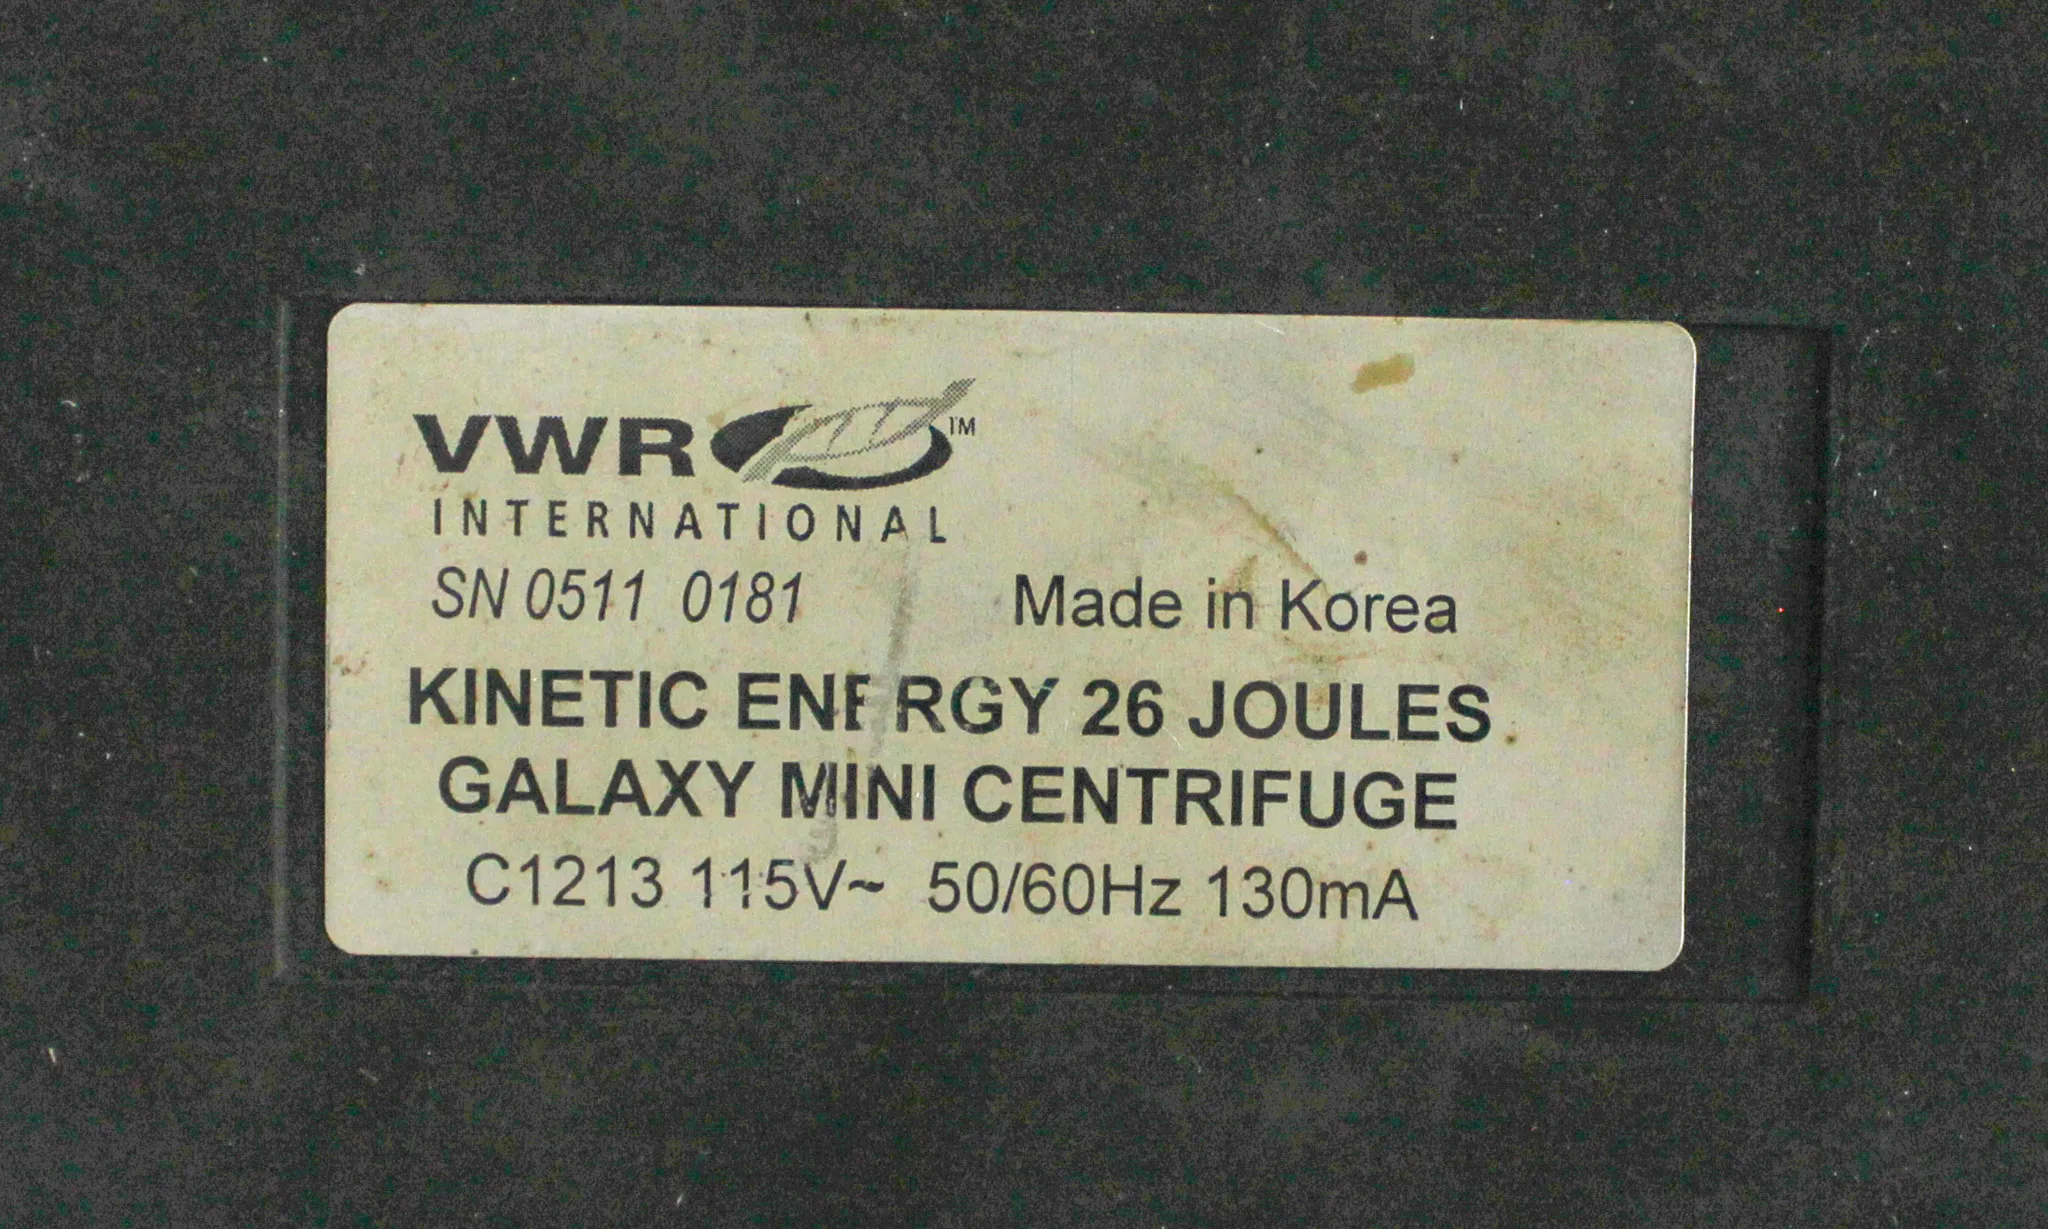 VWR™
INTERNATIONAL
SN 0511 0181 Made in Korea
KINETIC ENERGY 26 JOULES
GALAXY MINI CENTRIFUGE
C1213 115V~ 50/60Hz 130mA